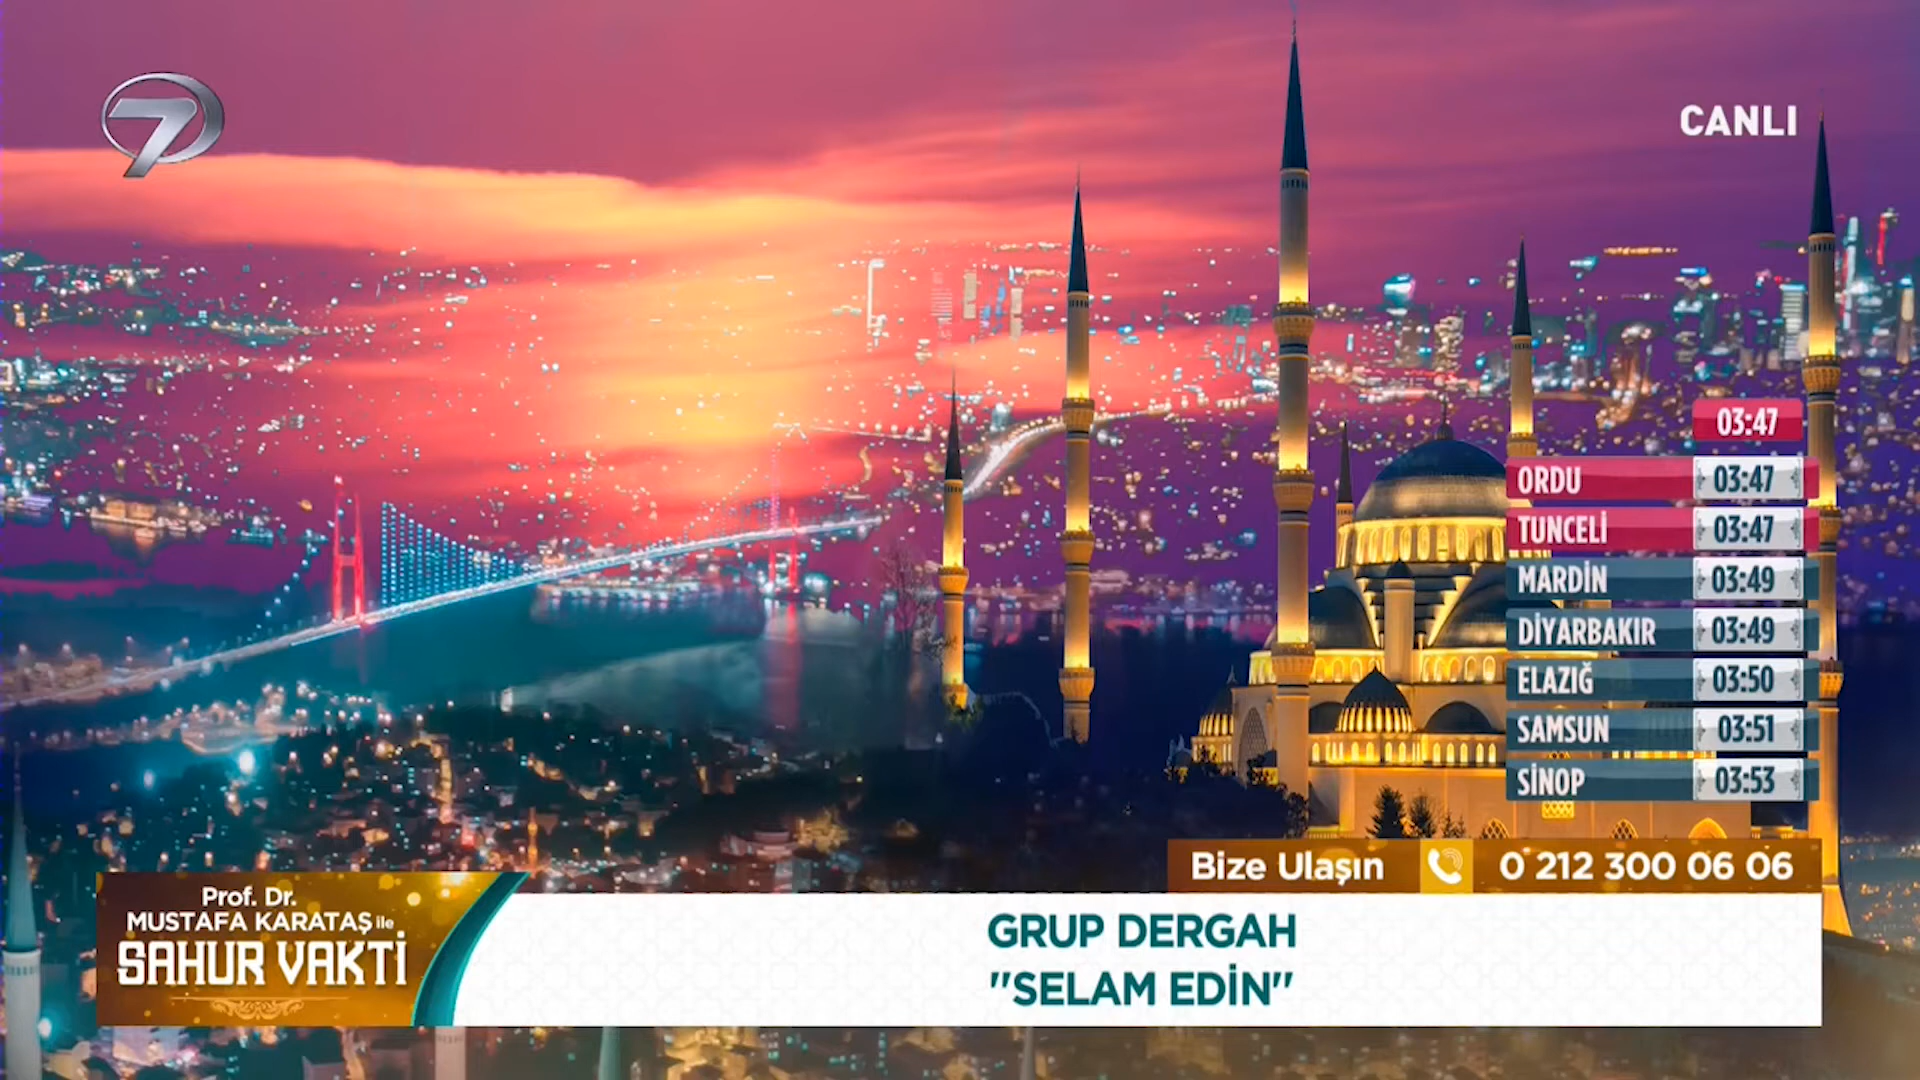 7
CANLI
03:47
ORDU 03:47
TUNCELİ 03:47
MARDİN 03:49
DİYARBAKIR 03:49
ELAZIĞ 03:50
SAMSUN 03:51
SİNOP 03:53
Bize Ulaşın 0 212 300 06 06
Prof. Dr.
MUSTAFA KARATAŞ ile
SAHUR VAKTİ
GRUP DERGAH
"SELAM EDİN"